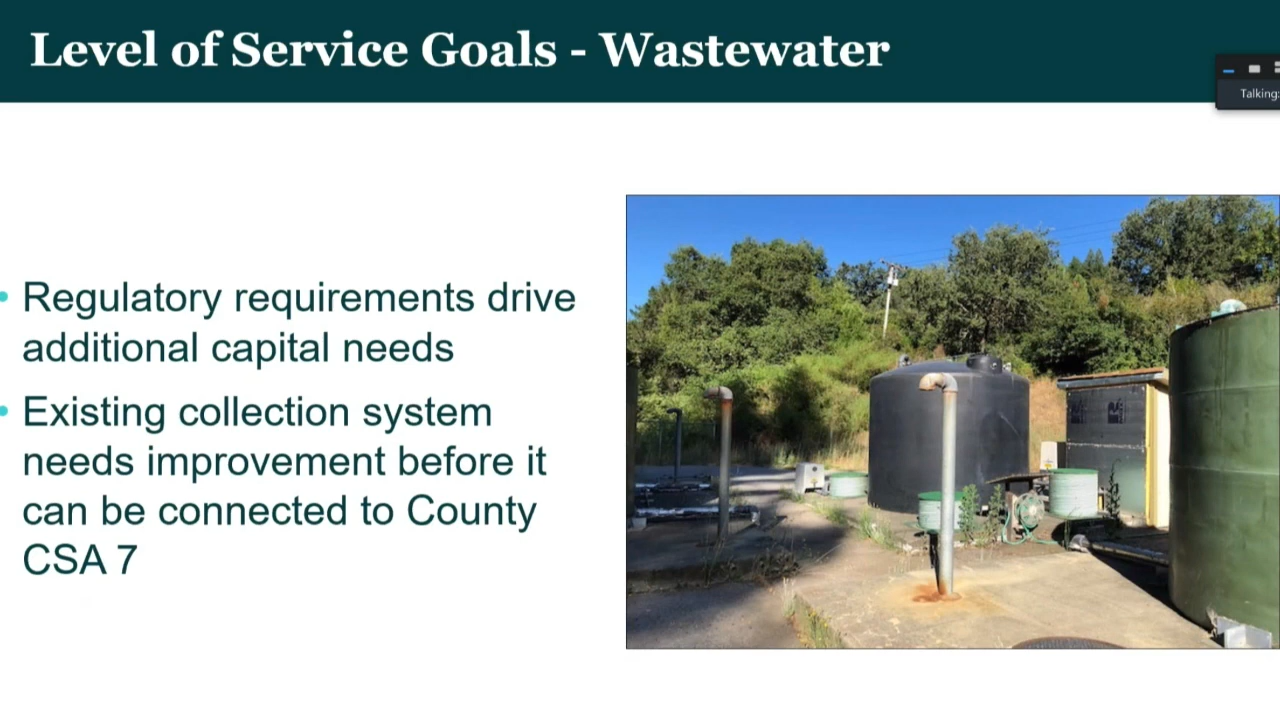 Level of Service Goals - Wastewater
Talking:
• Regulatory requirements drive
additional capital needs
• Existing collection system
needs improvement before it
can be connected to County
CSA 7